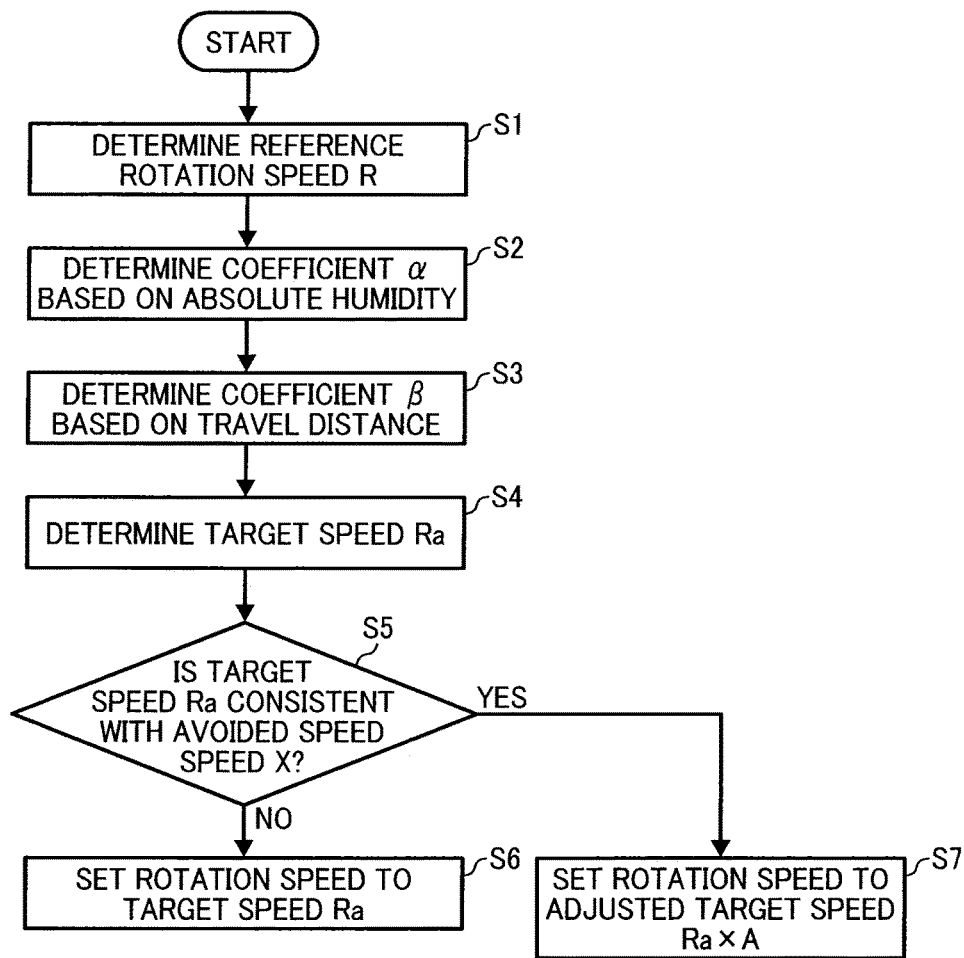 START
S1
DETERMINE REFERENCE
ROTATION SPEED R
S2
DETERMINE COEFFICIENT α
BASED ON ABSOLUTE HUMIDITY
S3
DETERMINE COEFFICIENT β
BASED ON TRAVEL DISTANCE
S4
DETERMINE TARGET SPEED Ra
S5
IS TARGET
SPEED Ra CONSISTENT
WITH AVOIDED SPEED
SPEED X?
YES
NO
S6
SET ROTATION SPEED TO
TARGET SPEED Ra
S7
SET ROTATION SPEED TO
ADJUSTED TARGET SPEED
Ra×A